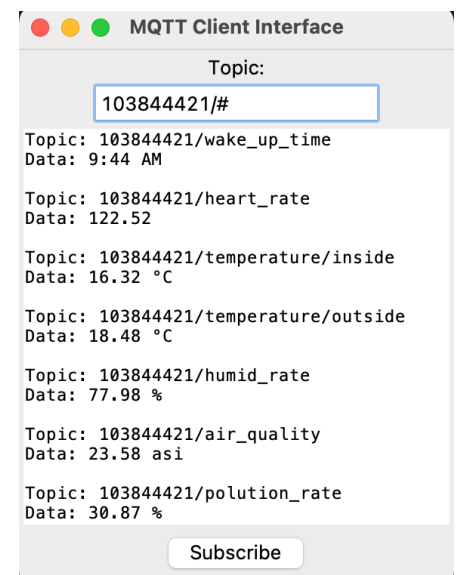 MQTT Client Interface
Topic:
103844421/#
Topic: 103844421/wake_up_time
Data: 9:44 AM
Topic: 103844421/heart_rate
Data: 122.52
Topic: 103844421/temperature/inside
Data: 16.32 °C
Topic: 103844421/temperature/outside
Data: 18.48 °C
Topic: 103844421/humid_rate
Data: 77.98 %
Topic: 103844421/air_quality
Data: 23.58 asi
Topic: 103844421/polution_rate
Data: 30.87 %
Subscribe